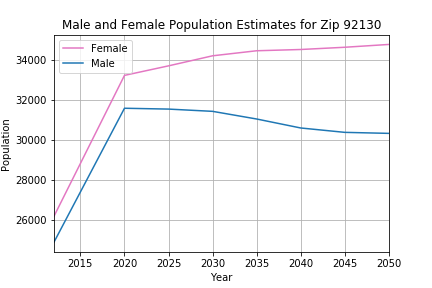 Male and Female Population Estimates for Zip 92130
Female
Male
34000
32000
30000
28000
26000
Population
2015 2020 2025 2030 2035 2040 2045 2050
Year